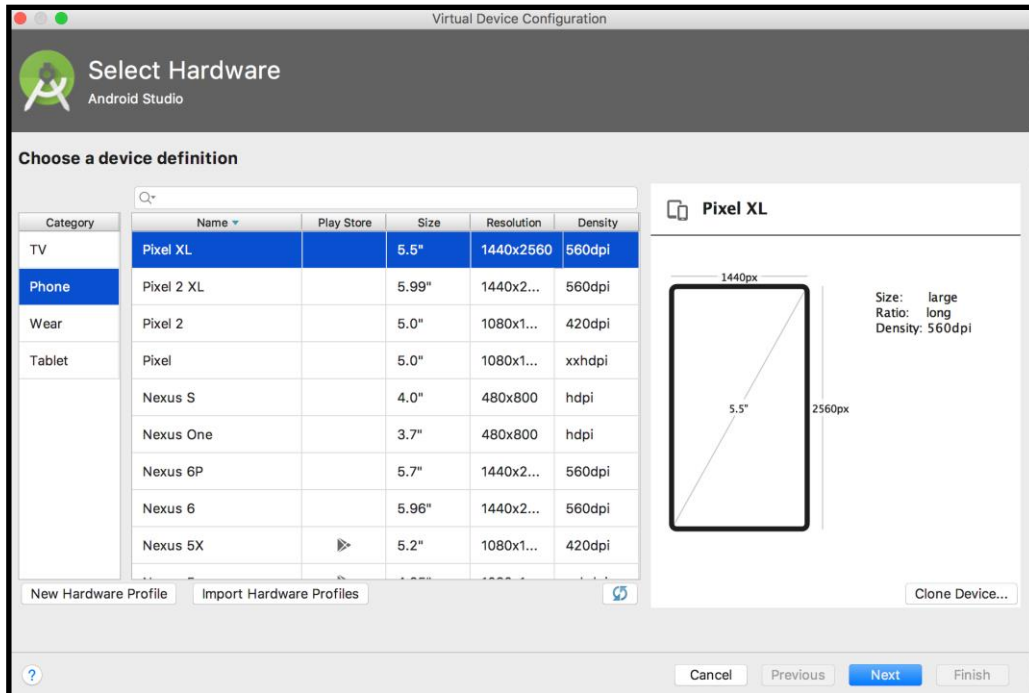 Virtual Device Configuration
Select Hardware
Android Studio
Choose a device definition
Category
TV
Phone
Wear
Tablet
Name Play Store Size Resolution Density
Pixel XL 5.5" 1440x2560 560dpi
Pixel 2 XL 5.99" 1440x2... 560dpi
Pixel 2 5.0" 1080x1... 420dpi
Pixel 5.0" 1080x1... xxhdpi
Nexus S 4.0" 480x800 hdpi
Nexus One 3.7" 480x800 hdpi
Nexus 6P 5.7" 1440x2... 560dpi
Nexus 6 5.96" 1440x2... 560dpi
Nexus 5X 5.2" 1080x1... 420dpi
New Hardware Profile Import Hardware Profiles
Pixel XL
1440px
5.5"
2560px
Size: large
Ratio: long
Density: 560dpi
Clone Device...
? Cancel Previous Next Finish